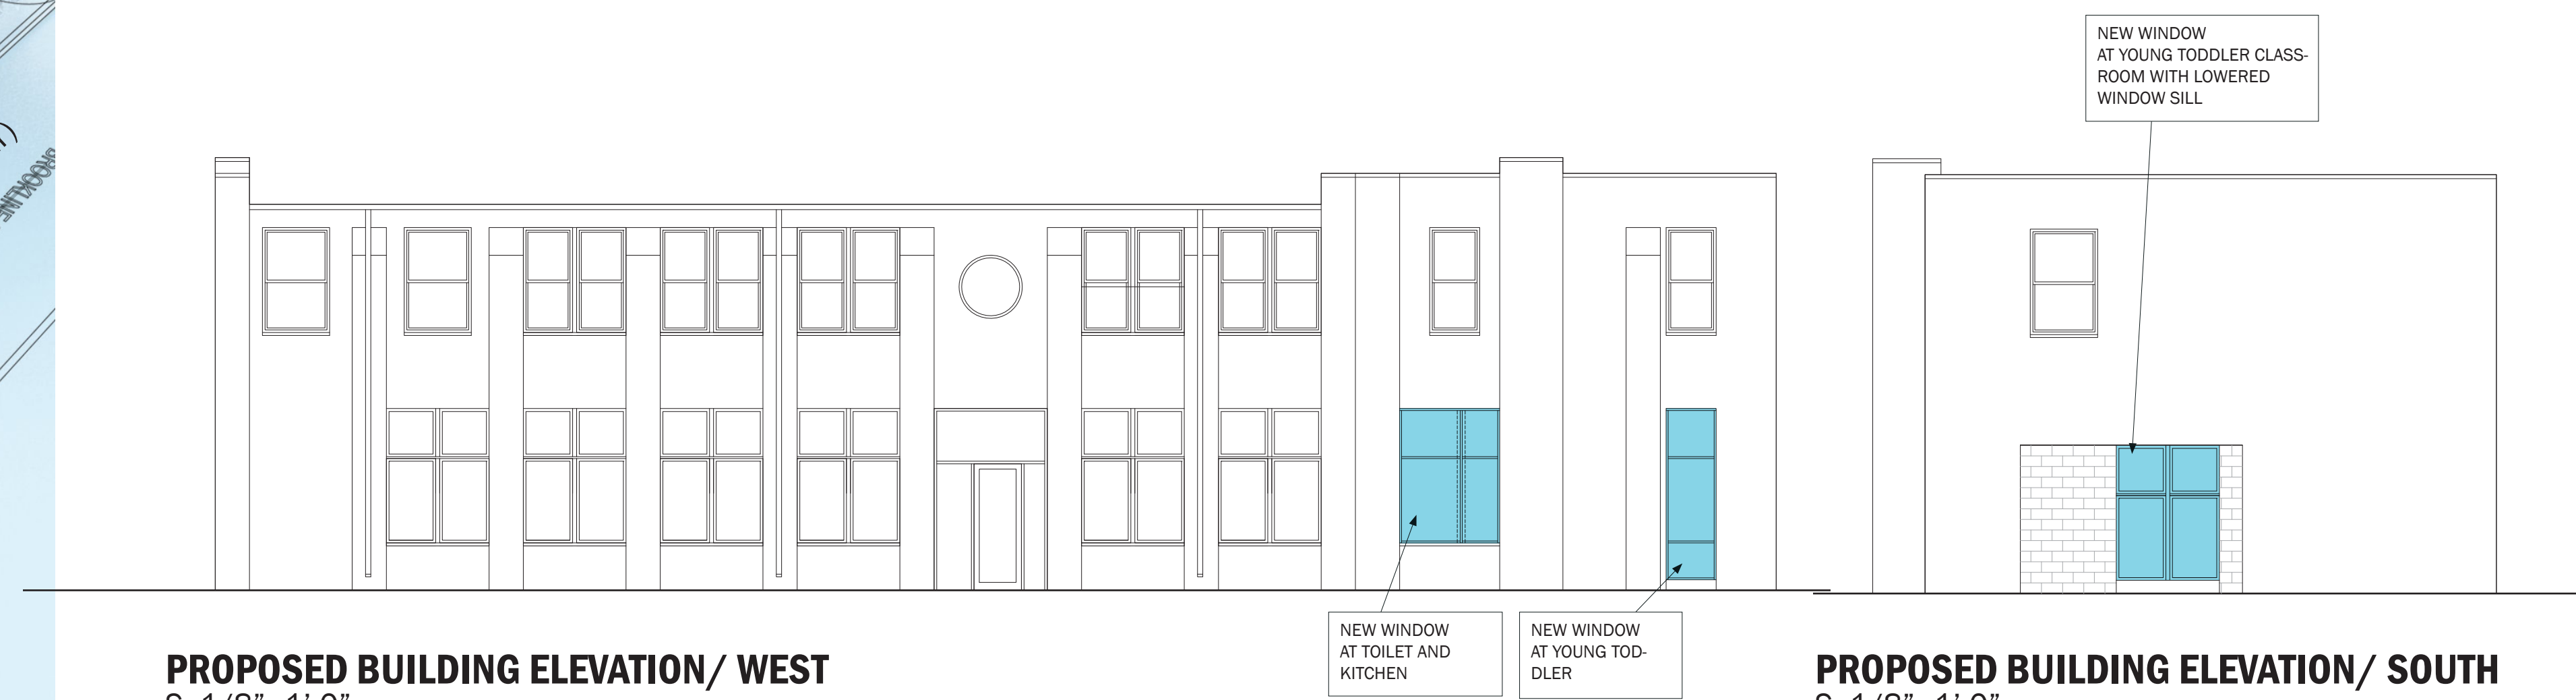 NEW WINDOW
AT YOUNG TODDLER CLASS-
ROOM WITH LOWERED
WINDOW SILL
BROOKLINE
NEW WINDOW
AT TOILET AND
KITCHEN
NEW WINDOW
AT YOUNG TOD-
DLER
PROPOSED BUILDING ELEVATION/ WEST
PROPOSED BUILDING ELEVATION/ SOUTH